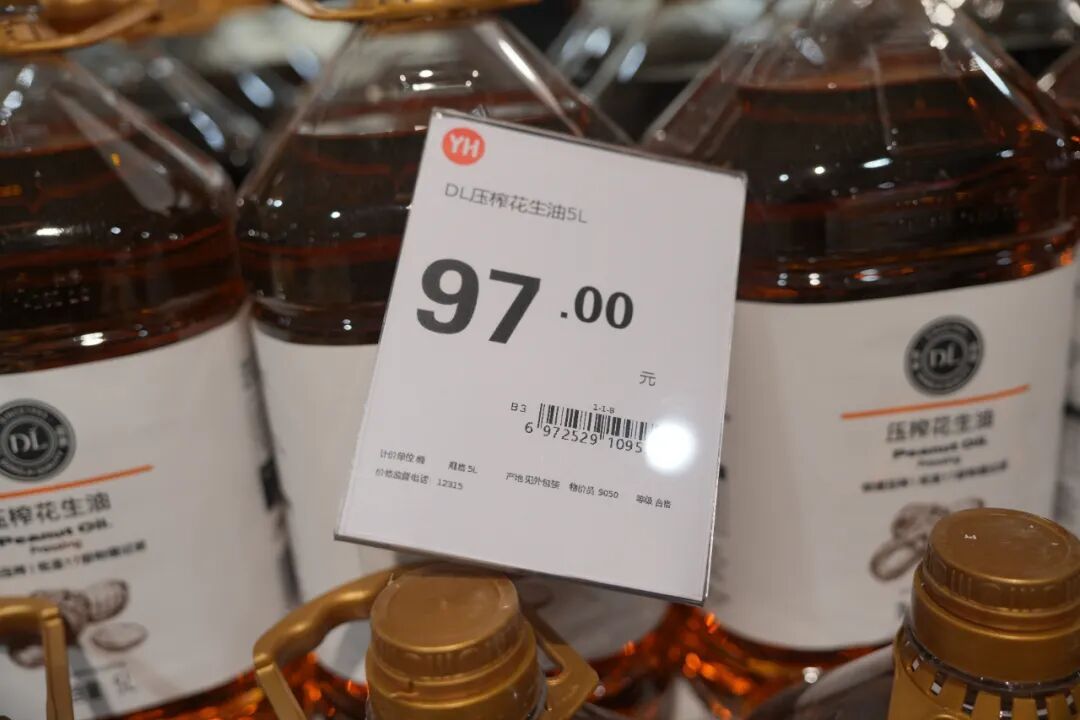 YH
DL压榨花生油5L
97.00
元
B3
1-1-B
6 972529 1095
计价单位:桶 规格:5L 产地:见外包装 物价员:9050 等级:合格
价格监督电话:12315
DL
压榨花生油
Peanut OIL
Pressing
DL
压榨花生油
Peanut OIL
Pressing